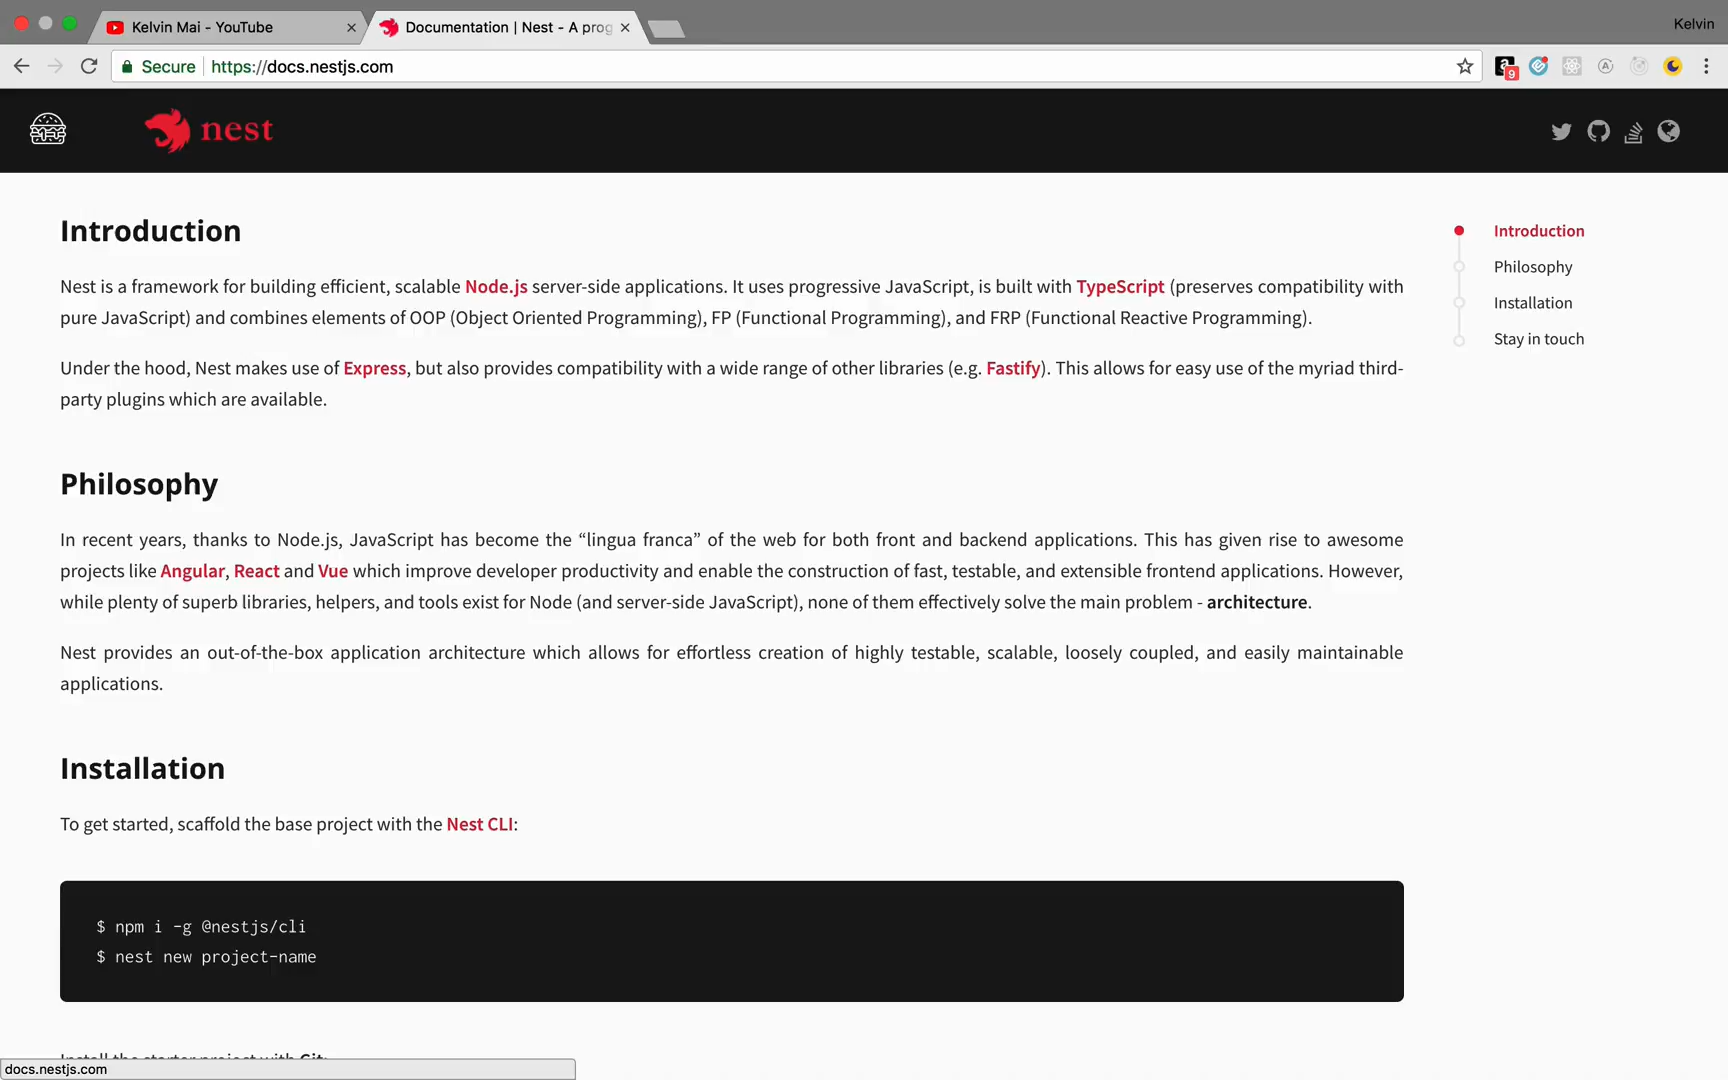 Kelvin Mai - YouTube
Documentation | Nest - A prog
Kelvin
Secure
https://docs.nestjs.com
9
nest
Introduction
Nest is a framework for building efficient, scalable Node.js server-side applications. It uses progressive JavaScript, is built with TypeScript (preserves compatibility with
pure JavaScript) and combines elements of OOP (Object Oriented Programming), FP (Functional Programming), and FRP (Functional Reactive Programming).
Under the hood, Nest makes use of Express, but also provides compatibility with a wide range of other libraries (e.g. Fastify). This allows for easy use of the myriad third-
party plugins which are available.
Philosophy
In recent years, thanks to Node.js, JavaScript has become the “lingua franca” of the web for both front and backend applications. This has given rise to awesome
projects like Angular, React and Vue which improve developer productivity and enable the construction of fast, testable, and extensible frontend applications. However,
while plenty of superb libraries, helpers, and tools exist for Node (and server-side JavaScript), none of them effectively solve the main problem - architecture.
Nest provides an out-of-the-box application architecture which allows for effortless creation of highly testable, scalable, loosely coupled, and easily maintainable
applications.
Installation
To get started, scaffold the base project with the Nest CLI:
$ npm i -g @nestjs/cli
$ nest new project-name
Install the starter project with Git:
docs.nestjs.com
Introduction
Philosophy
Installation
Stay in touch